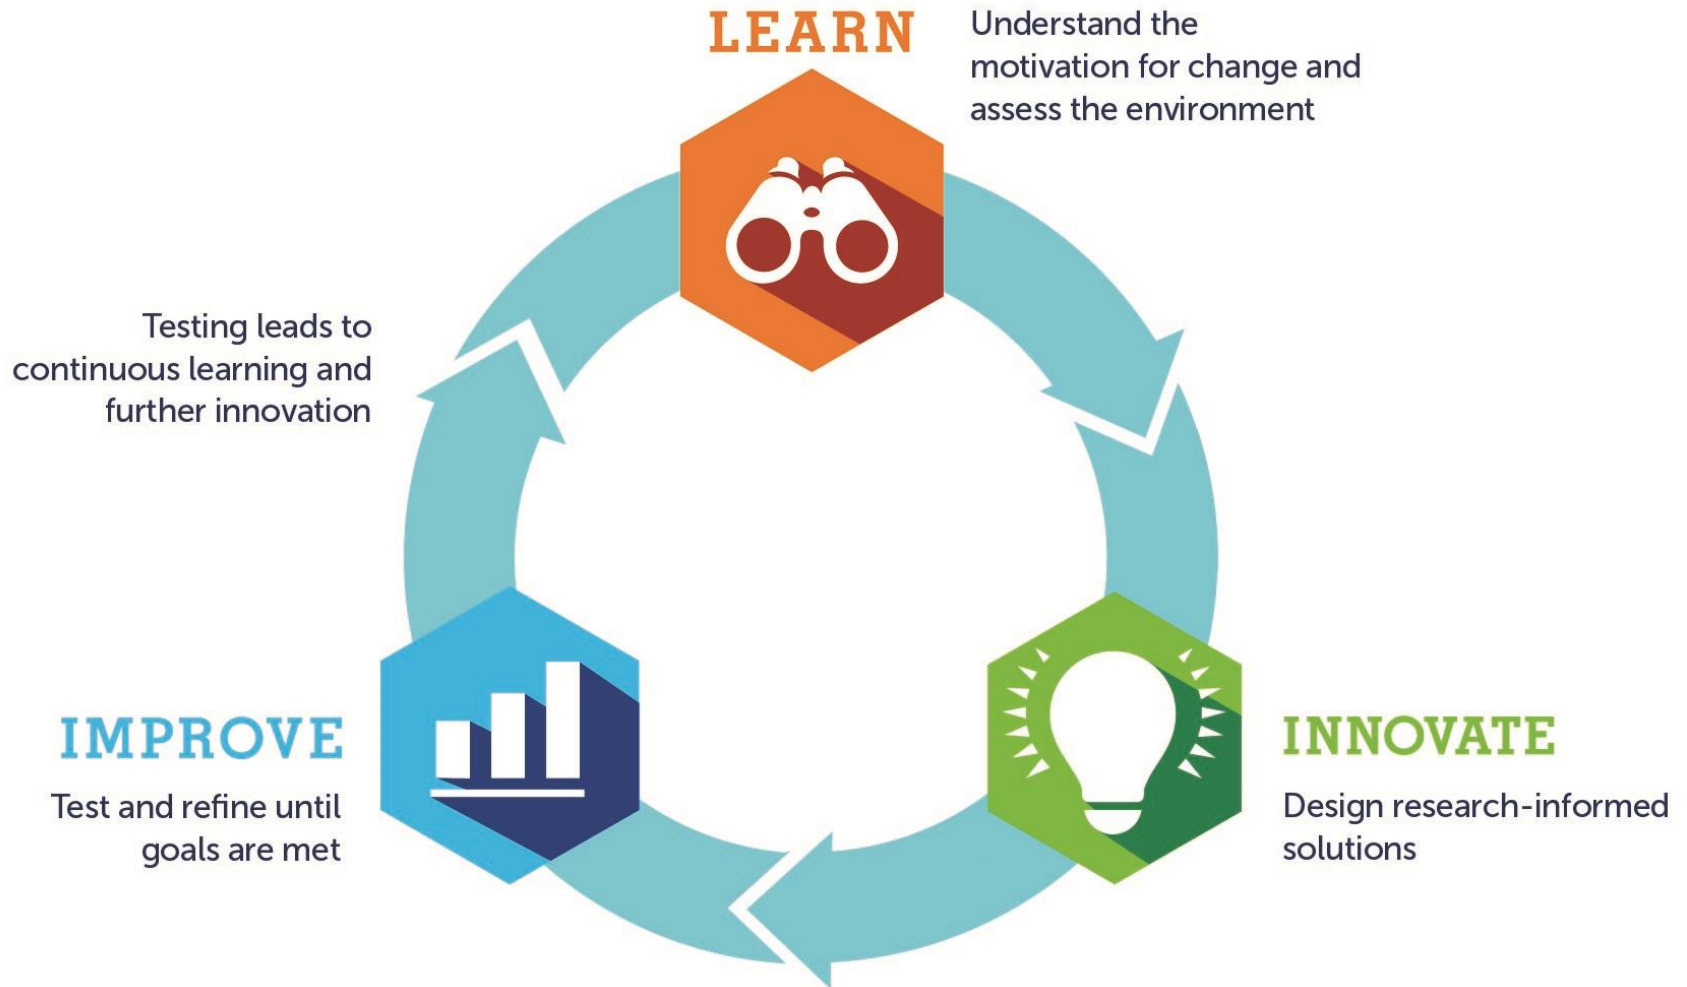 LEARN
Understand the
motivation for change and
assess the environment
Testing leads to
continuous learning and
further innovation
IMPROVE
Test and refine until
goals are met
INNOVATE
Design research-informed
solutions